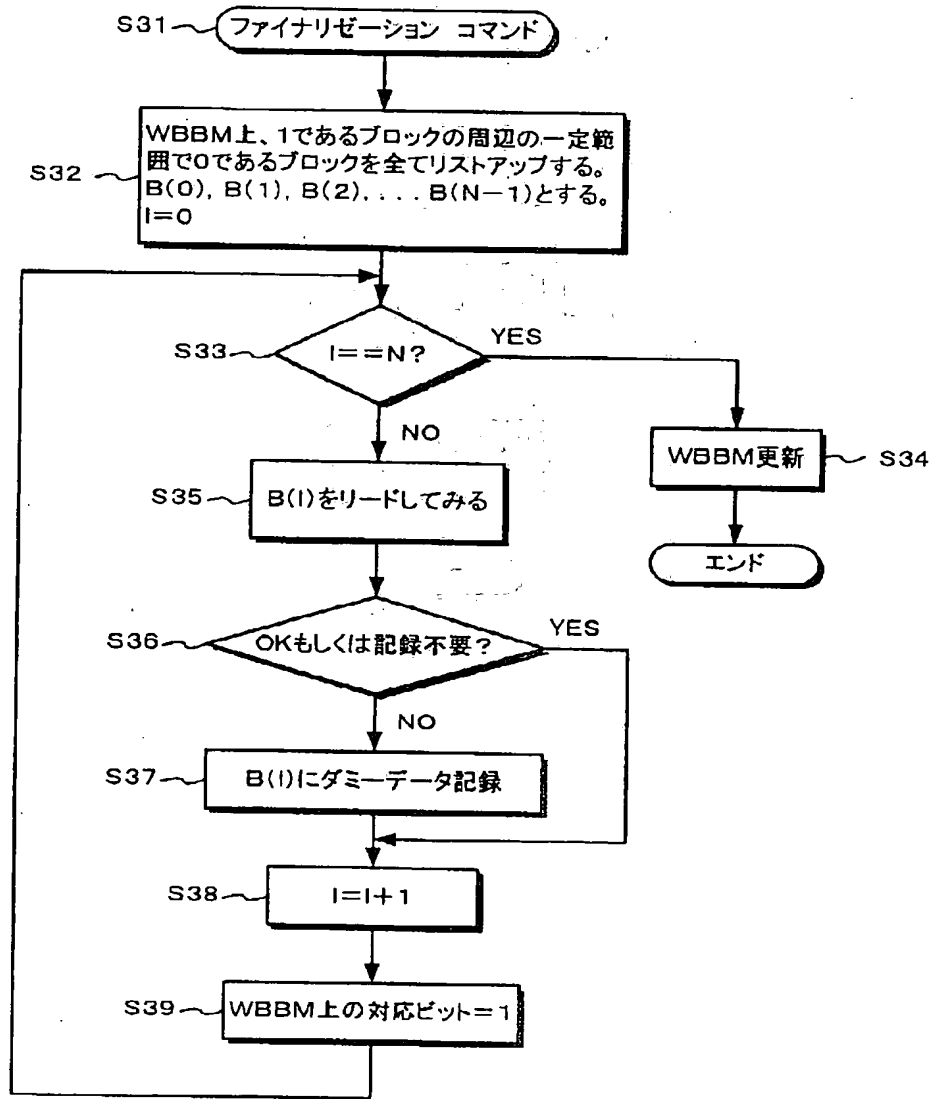 S31
ファイナリゼーション コマンド
S32
WBBM上、1であるブロックの周辺の一定範
囲で0であるブロックを全てリストアップする。
B(0), B(1), B(2), ... B(N-1)とする。
I=0
S33
I==N?
YES
NO
WBBM更新
S34
エンド
S35
B(I)をリードしてみる
S36
OKもしくは記録不要?
YES
NO
S37
B(I)にダミーデータ記録
S38
I=I+1
S39
WBBM上の対応ビット=1